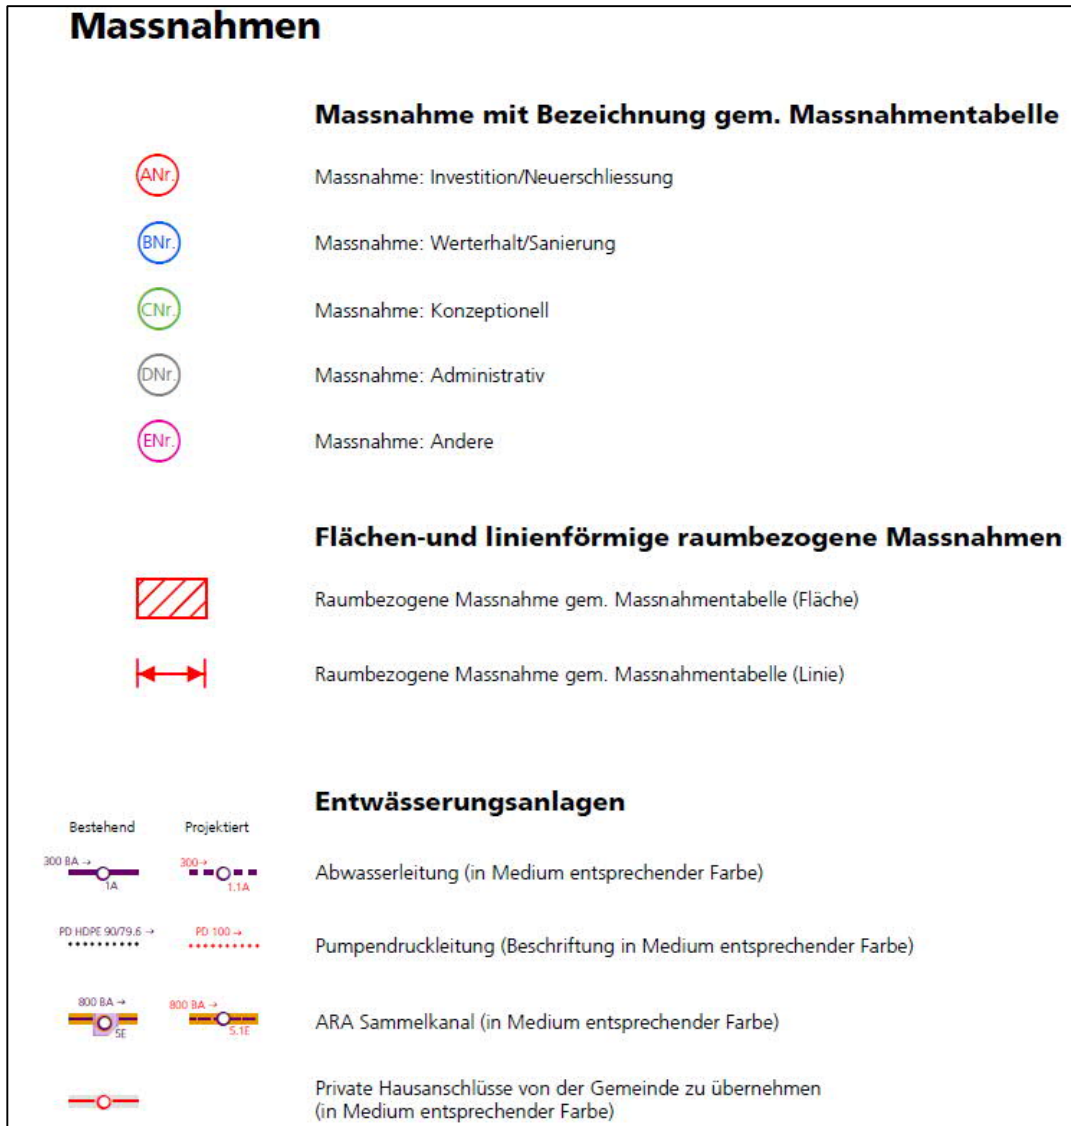 Massnahmen
Massnahme mit Bezeichnung gem. Massnahmentabelle
ANr. Massnahme: Investition/Neuerschliessung
BNr. Massnahme: Werterhalt/Sanierung
CNr. Massnahme: Konzeptionell
DNr. Massnahme: Administrativ
ENr. Massnahme: Andere
Flächen-und linienförmige raumbezogene Massnahmen
Raumbezogene Massnahme gem. Massnahmentabelle (Fläche)
Raumbezogene Massnahme gem. Massnahmentabelle (Linie)
Entwässerungsanlagen
Bestehend Projektiert
300 BA → 300→
1A 1.1A
Abwasserleitung (in Medium entsprechender Farbe)
PD HDPE 90/79.6 → PD 100 →
Pumpendruckleitung (Beschriftung in Medium entsprechender Farbe)
800 BA → 800 BA →
5E 5.1E
ARA Sammelkanal (in Medium entsprechender Farbe)
Private Hausanschlüsse von der Gemeinde zu übernehmen
(in Medium entsprechender Farbe)